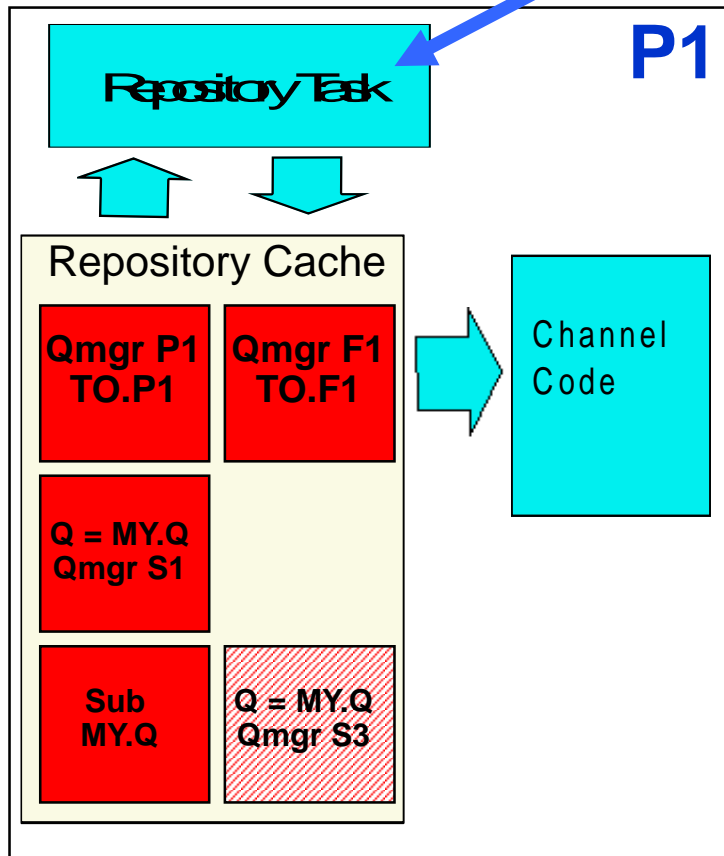 P1
Repository Task
Repository Cache
Qmgr P1
TO.P1
Qmgr F1
TO.F1
Channel
Code
Q = MY.Q
Qmgr S1
Sub
MY.Q
Q = MY.Q
Qmgr S3